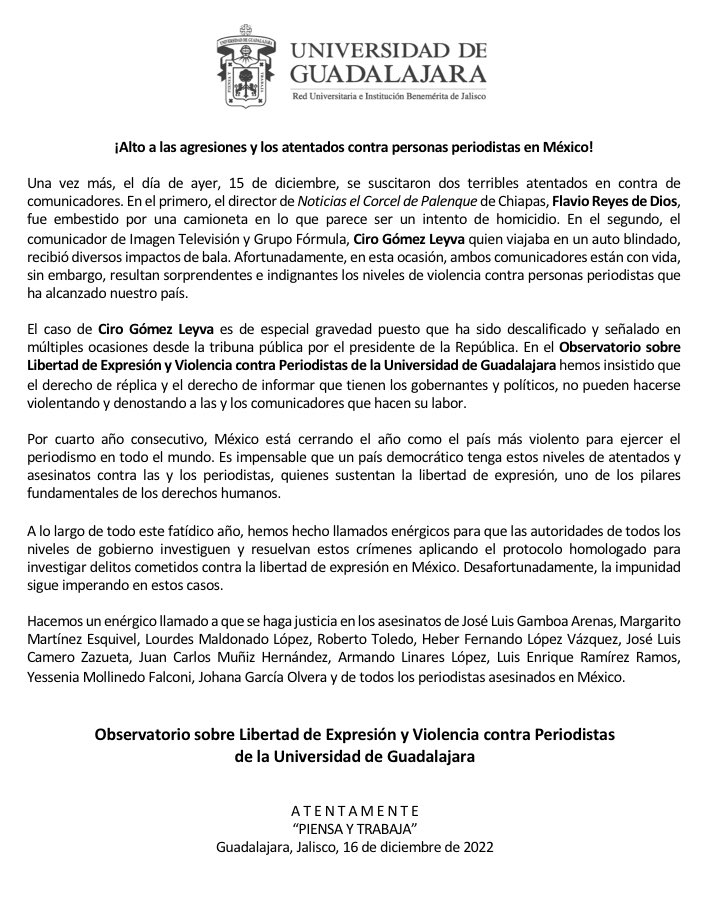 UNIVERSIDAD DE
GUADALAJARA
Red Universitaria e Institución Benemérita de Jalisco
¡Alto a las agresiones y los atentados contra personas periodistas en México!
Una vez más, el día de ayer, 15 de diciembre, se suscitaron dos terribles atentados en contra de
comunicadores. En el primero, el director de Noticias el Corcel de Palenque de Chiapas, Flavio Reyes de Dios,
fue embestido por una camioneta en lo que parece ser un intento de homicidio. En el segundo, el
comunicador de Imagen Televisión y Grupo Fórmula, Ciro Gómez Leyva quien viajaba en un auto blindado,
recibió diversos impactos de bala. Afortunadamente, en esta ocasión, ambos comunicadores están con vida,
sin embargo, resultan sorprendentes e indignantes los niveles de violencia contra personas periodistas que
ha alcanzado nuestro país.
El caso de Ciro Gómez Leyva es de especial gravedad puesto que ha sido descalificado y señalado en
múltiples ocasiones desde la tribuna pública por el presidente de la República. En el Observatorio sobre
Libertad de Expresión y Violencia contra Periodistas de la Universidad de Guadalajara hemos insistido que
el derecho de réplica y el derecho de informar que tienen los gobernantes y políticos, no pueden hacerse
violentando y denostando a las y los comunicadores que hacen su labor.
Por cuarto año consecutivo, México está cerrando el año como el país más violento para ejercer el
periodismo en todo el mundo. Es impensable que un país democrático tenga estos niveles de atentados y
asesinatos contra las y los periodistas, quienes sustentan la libertad de expresión, uno de los pilares
fundamentales de los derechos humanos.
A lo largo de todo este fatídico año, hemos hecho llamados enérgicos para que las autoridades de todos los
niveles de gobierno investiguen y resuelvan estos crímenes aplicando el protocolo homologado para
investigar delitos cometidos contra la libertad de expresión en México. Desafortunadamente, la impunidad
sigue imperando en estos casos.
Hacemos un enérgico llamado a que se haga justicia en los asesinatos de José Luis Gamboa Arenas, Margarito
Martínez Esquivel, Lourdes Maldonado López, Roberto Toledo, Heber Fernando López Vázquez, José Luis
Camero Zazueta, Juan Carlos Muñiz Hernández, Armando Linares López, Luis Enrique Ramírez Ramos,
Yessenia Mollinedo Falconi, Johana García Olvera y de todos los periodistas asesinados en México.
Observatorio sobre Libertad de Expresión y Violencia contra Periodistas
de la Universidad de Guadalajara
ATENTAMENTE
“PIENSA Y TRABAJA”
Guadalajara, Jalisco, 16 de diciembre de 2022